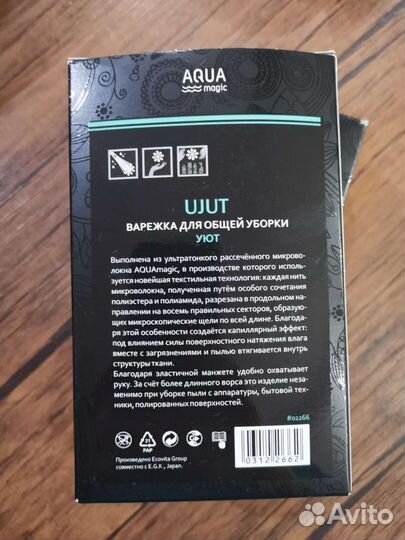 AQUA
magic
UJUT
ВАРЕЖКА ДЛЯ ОБЩЕЙ УБОРКИ
УЮТ
Выполнена из ультратонкого рассечённого микрово-
локна AQUAmagic, в производстве которого использу-
ется новейшая текстильная технология: каждая нить
микроволокна, полученная путём особого сочетания
полиэстера и полиамида, разрезана в продольном на-
правлении на восемь правильных секторов, образую-
щих микроскопические щели по всей длине. Благода-
ря этой особенности создаётся капиллярный эффект:
под влиянием силы поверхностного натяжения влага
вместе с загрязнениями и пылью втягивается внутрь
структуры ткани.
Благодаря эластичной манжете удобно охватывает
руку. За счёт более длинного ворса это изделие неза-
менимо при уборке пыли с аппаратуры, бытовой тех-
ники, полированных поверхностей.
#02266
PAP
Произведено Ecovita Group
совместно с E.G.K., Japan.
0312 2662
Avito